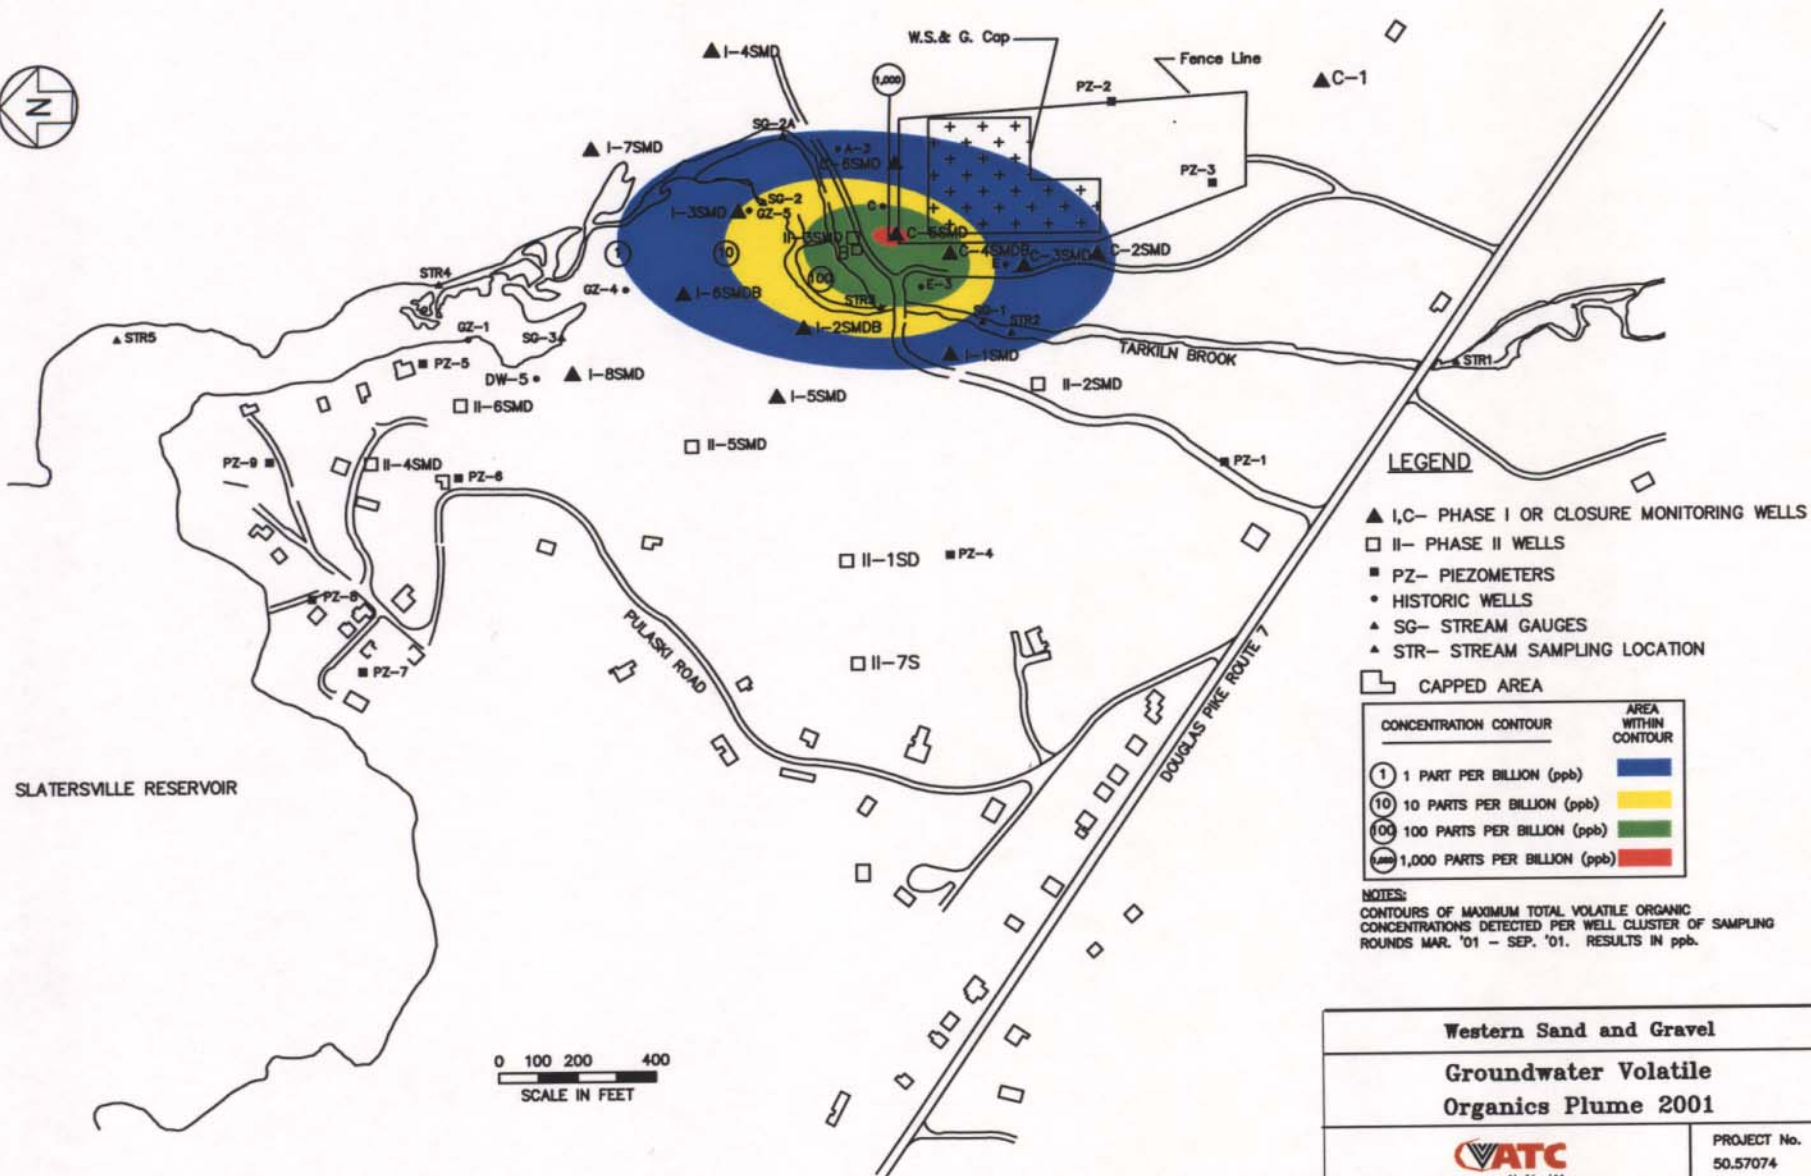 N
I-4SMD
W.S.& G. Cap
Fence Line
1,000
PZ-2
C-1
SG-2A
A-3
I-7SMD
C-6SMD
PZ-3
I-3SMD
SG-2
GZ-5
C
C-5SMD
II-3SMD
B
1
10
100
C-4SMDB
E
C-3SMD
C-2SMD
STR4
GZ-4
I-6SMDB
STR3
E-3
STR5
GZ-1
SG-3
I-2SMDB
SG-1
STR2
TARKILN BROOK
STR1
PZ-5
DW-5
I-8SMD
I-1SMD
II-2SMD
II-6SMD
I-5SMD
II-5SMD
PZ-9
II-4SMD
PZ-6
PZ-1
II-1SD
PZ-4
PZ-8
PZ-7
II-7S
PULASKI ROAD
DOUGLAS PIKE ROUTE 7
SLATERSVILLE RESERVOIR
0 100 200 400
SCALE IN FEET
LEGEND
I,C- PHASE I OR CLOSURE MONITORING WELLS
II- PHASE II WELLS
PZ- PIEZOMETERS
HISTORIC WELLS
SG- STREAM GAUGES
STR- STREAM SAMPLING LOCATION
CAPPED AREA
CONCENTRATION CONTOUR
AREA
WITHIN
CONTOUR
1 1 PART PER BILLION (ppb)
10 10 PARTS PER BILLION (ppb)
100 100 PARTS PER BILLION (ppb)
1,000 1,000 PARTS PER BILLION (ppb)
NOTES:
CONTOURS OF MAXIMUM TOTAL VOLATILE ORGANIC
CONCENTRATIONS DETECTED PER WELL CLUSTER OF SAMPLING
ROUNDS MAR. '01 - SEP. '01. RESULTS IN ppb.
Western Sand and Gravel
Groundwater Volatile
Organics Plume 2001
ATC
PROJECT No.
50.57074